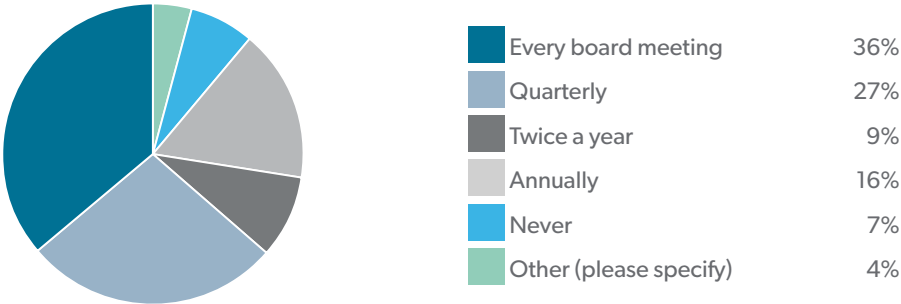 Every board meeting 36%
Quarterly 27%
Twice a year 9%
Annually 16%
Never 7%
Other (please specify) 4%